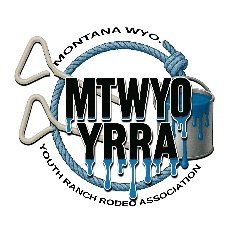 MONTANA WYO.
MTWYO
YRRA
YOUTH RANCH RODEO ASSOCIATION